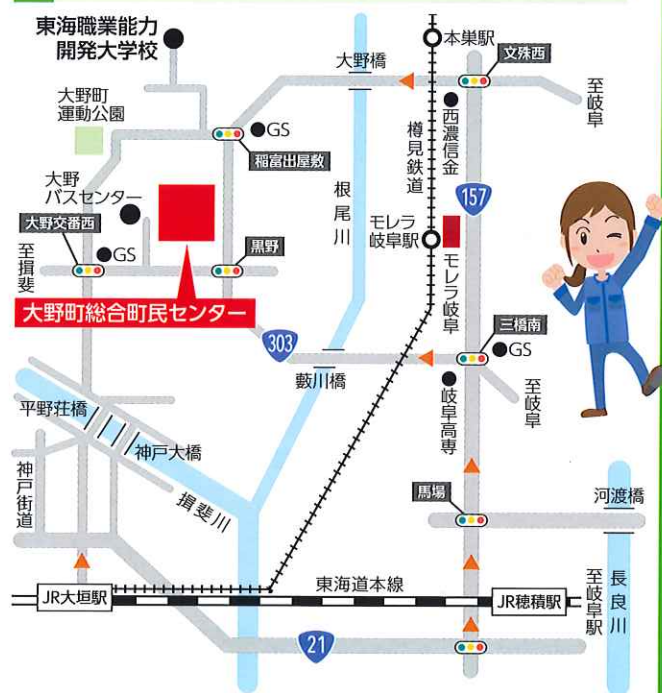 東海職業能力
開発大学校
本巣駅
大野橋
文殊西
至岐阜
大野町
運動公園
GS
西濃信金
樽見鉄道
稲富出屋敷
157
大野
バスセンター
根尾川
大野交番西
モレラ
岐阜駅
モレラ岐阜
至揖斐
GS
黒野
大野町総合町民センター
303
三橋南
GS
藪川橋
岐阜高専
至岐阜
平野荘橋
神戸大橋
神戸街道
揖斐川
馬場
河渡橋
東海道本線
至岐阜駅
長良川
JR大垣駅
JR穂積駅
21